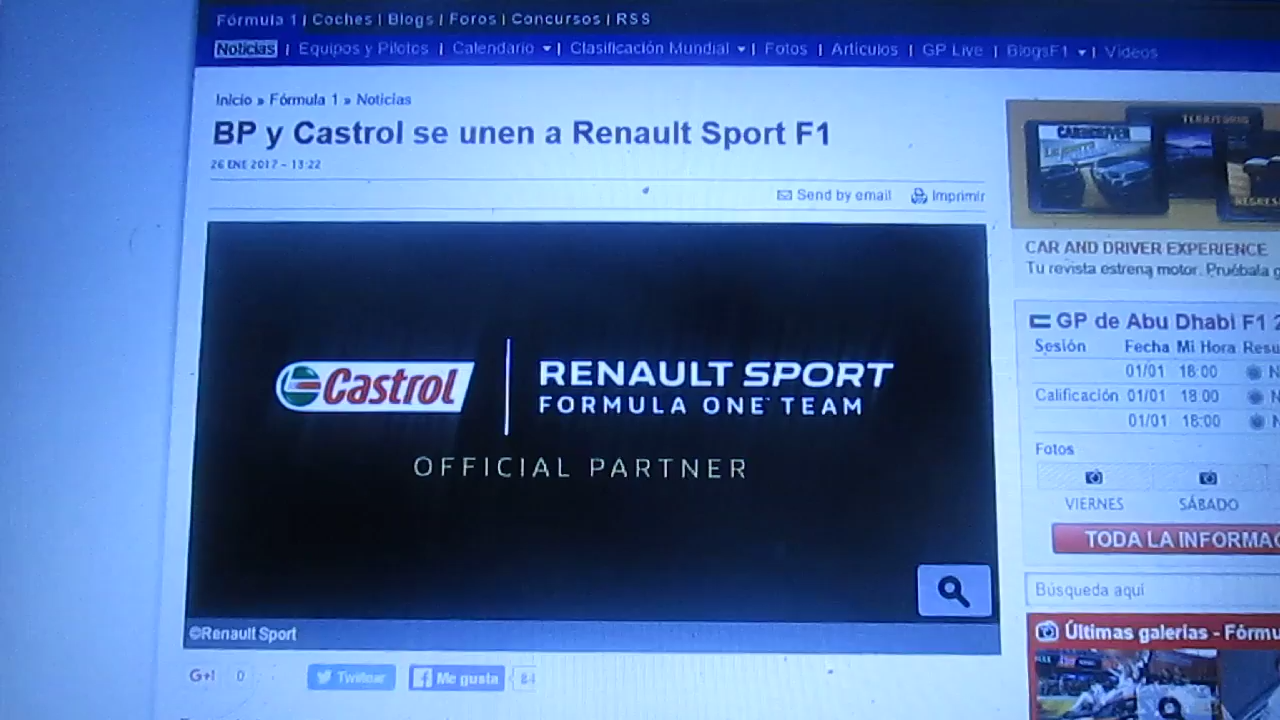 Fórmula 1 | Coches | Blogs | Foros | Concursos | RSS
Noticias | Equipos y Pilotos | Calendario | Clasificación Mundial | Fotos | Artículos | GP Live | BlogsF1 | Vídeos
Inicio » Fórmula 1 » Noticias
BP y Castrol se unen a Renault Sport F1
26 ENE 2017 - 13:22
Send by email Imprimir
Castrol
RENAULT SPORT
FORMULA ONE TEAM
OFFICIAL PARTNER
©Renault Sport
G+1 0 Twittear Me gusta 84
TERRITORIO
CAR AND DRIVER EXPERIENCE
Tu revista estrena motor. Pruébala g
GP de Abu Dhabi F1 2
Sesión Fecha Mi Hora Resu
01/01 18:00 N
Calificación 01/01 18:00 N
01/01 18:00 N
Fotos
VIERNES SÁBADO
TODA LA INFORMAC
Búsqueda aquí
Últimas galerías - Fórmu